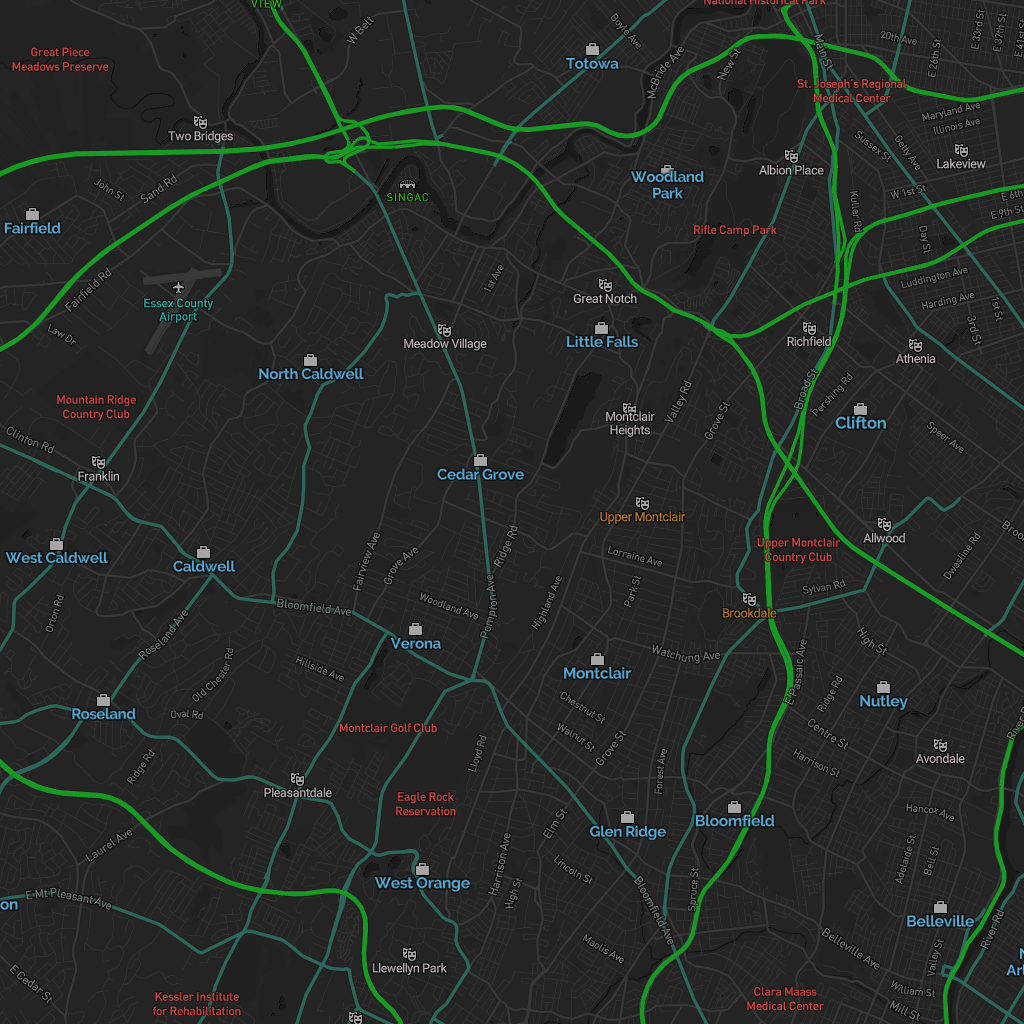 VIEW
National Historical Park
W Belt
Boyle Ave
E 33rd St
E 37th St
E 41st St
Main St
20th Ave
Great Piece
Meadows Preserve
Totowa
McBride Ave
New St
E 26th St
St. Joseph's Regional
Medical Center
Maryland Ave
Illinois Ave
Two Bridges
Sussex St
Getty Ave
Lakeview
Albion Place
John St
Sand Rd
Woodland
Park
SINGAC
W 1st St
E 6th
E 9th St
Kuller Rd
Fairfield
Rifle Camp Park
Day St
Fairfield Rd
1st Ave
Luddington Ave
Essex County
Airport
Great Notch
Harding Ave
1st St
Law Dr
Meadow Village
Little Falls
Richfield
3rd St
Athenia
North Caldwell
Mountain Ridge
Country Club
Valley Rd
Broad St
Pershing Rd
Montclair
Heights
Grove St
Clifton
Clinton Rd
Speer Ave
Franklin
Cedar Grove
Upper Montclair
Allwood
West Caldwell
Caldwell
Fairview Ave
Grove Ave
Ridge Rd
Lorraine Ave
Upper Montclair
Country Club
Dwasline Rd
Orton Rd
Bloomfield Ave
Woodland Ave
Pompton Avenue
Highland Ave
Park St
Sylvan Rd
Brookdale
Roseland Ave
Verona
Watchung Ave
High St
Hillside Ave
Old Chester Rd
Montclair
E Passaic Ave
Ridge Rd
Nutley
Roseland
Oval Rd
Chestnut St
Montclair Golf Club
Walnut St
Grove St
Centre St
Avondale
Ridge Rd
Lloyd Rd
Forest Ave
Harrison St
Pleasantdale
Eagle Rock
Reservation
Hancox Ave
Glen Ridge
Bloomfield
Elm St
Laurel Ave
Adelaide St
Bell St
Harrison Ave
Lincoln St
West Orange
High St
Spruce St
E Mt Pleasant Ave
on
Bloomfield Ave
Belleville
River Rd
Maolis Ave
Belleville Ave
Valley St
Llewellyn Park
E Cedar St
William St
Kessler Institute
for Rehabilitation
Clara Maass
Medical Center
Mill St